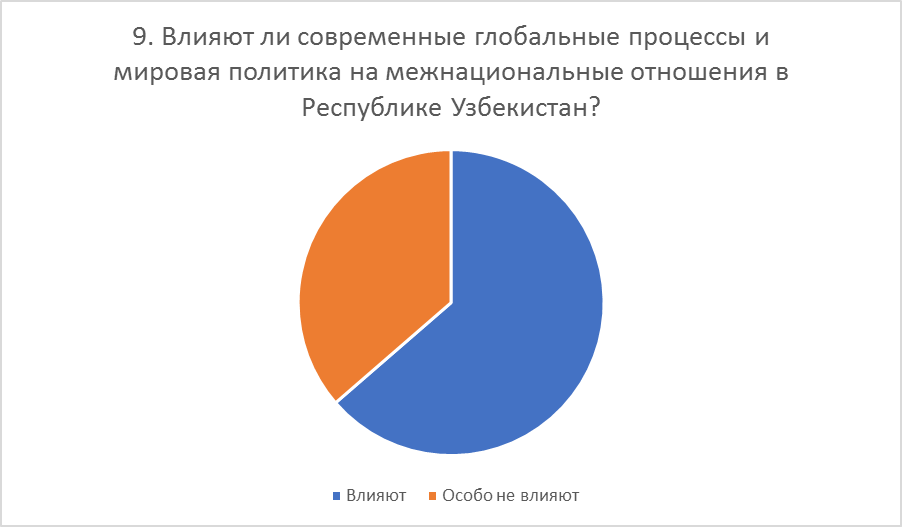 9. Влияют ли современные глобальные процессы и
мировая политика на межнациональные отношения в
Республике Узбекистан?
Влияют
Особо не влияют